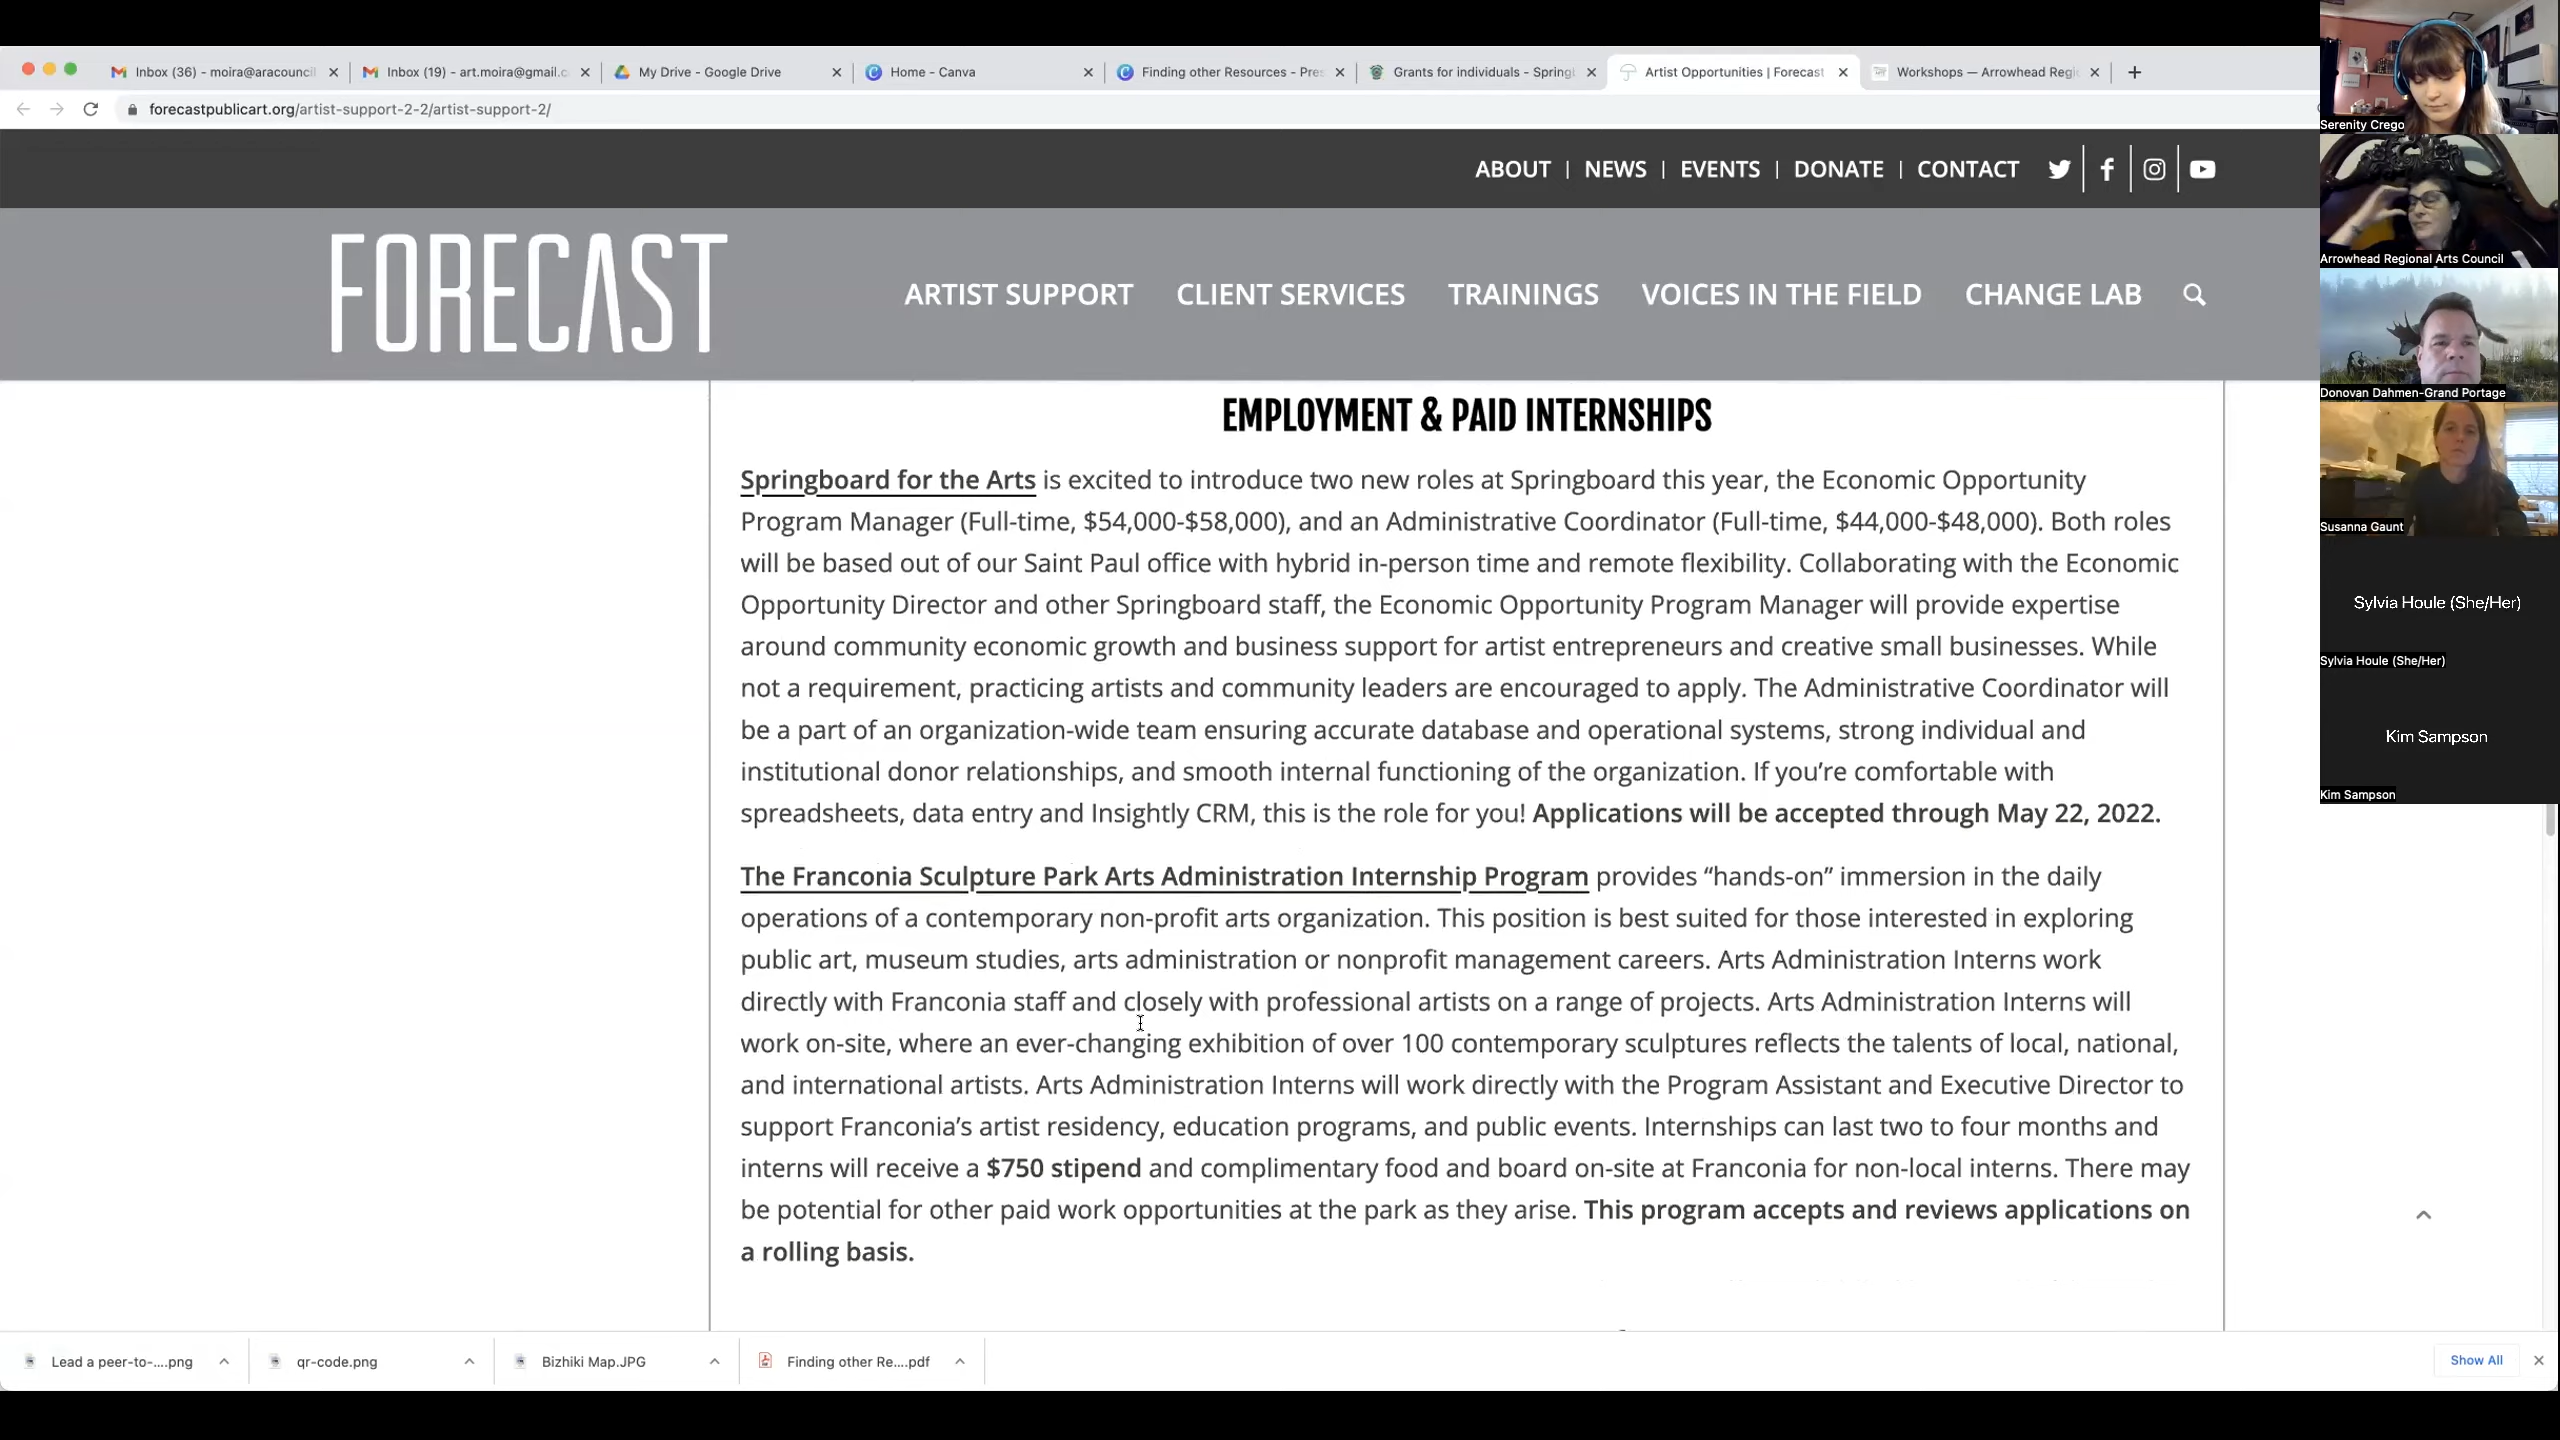 Inbox (36) - moira@aracouncil
Inbox (19) - art.moira@gmail.c
My Drive - Google Drive
Home - Canva
Finding other Resources - Pres
Grants for individuals - Spring
Artist Opportunities | Forecast
Workshops — Arrowhead Regi
forecastpublicart.org/artist-support-2-2/artist-support-2/
ABOUT | NEWS | EVENTS | DONATE | CONTACT
FORECAST
ARTIST SUPPORT CLIENT SERVICES TRAININGS VOICES IN THE FIELD CHANGE LAB
EMPLOYMENT & PAID INTERNSHIPS
Springboard for the Arts is excited to introduce two new roles at Springboard this year, the Economic Opportunity
Program Manager (Full-time, $54,000-$58,000), and an Administrative Coordinator (Full-time, $44,000-$48,000). Both roles
will be based out of our Saint Paul office with hybrid in-person time and remote flexibility. Collaborating with the Economic
Opportunity Director and other Springboard staff, the Economic Opportunity Program Manager will provide expertise
around community economic growth and business support for artist entrepreneurs and creative small businesses. While
not a requirement, practicing artists and community leaders are encouraged to apply. The Administrative Coordinator will
be a part of an organization-wide team ensuring accurate database and operational systems, strong individual and
institutional donor relationships, and smooth internal functioning of the organization. If you’re comfortable with
spreadsheets, data entry and Insightly CRM, this is the role for you! Applications will be accepted through May 22, 2022.
The Franconia Sculpture Park Arts Administration Internship Program provides “hands-on” immersion in the daily
operations of a contemporary non-profit arts organization. This position is best suited for those interested in exploring
public art, museum studies, arts administration or nonprofit management careers. Arts Administration Interns work
directly with Franconia staff and closely with professional artists on a range of projects. Arts Administration Interns will
work on-site, where an ever-changing exhibition of over 100 contemporary sculptures reflects the talents of local, national,
and international artists. Arts Administration Interns will work directly with the Program Assistant and Executive Director to
support Franconia’s artist residency, education programs, and public events. Internships can last two to four months and
interns will receive a $750 stipend and complimentary food and board on-site at Franconia for non-local interns. There may
be potential for other paid work opportunities at the park as they arise. This program accepts and reviews applications on
a rolling basis.
Lead a peer-to-....png
qr-code.png
Bizhiki Map.JPG
Finding other Re....pdf
Show All
Serenity Crego
Arrowhead Regional Arts Council
Donovan Dahmen-Grand Portage
Susanna Gaunt
Sylvia Houle (She/Her)
Sylvia Houle (She/Her)
Kim Sampson
Kim Sampson